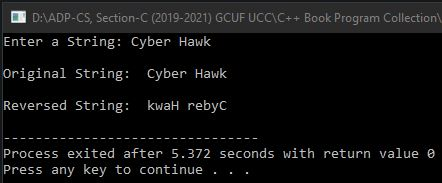 D:\ADP-CS, Section-C (2019-2021) GCUF UCC\C++ Book Program Collection\
Enter a String: Cyber Hawk
Original String:  Cyber Hawk
Reversed String:  kwaH rebyC
--------------------------------
Process exited after 5.372 seconds with return value 0
Press any key to continue . . .